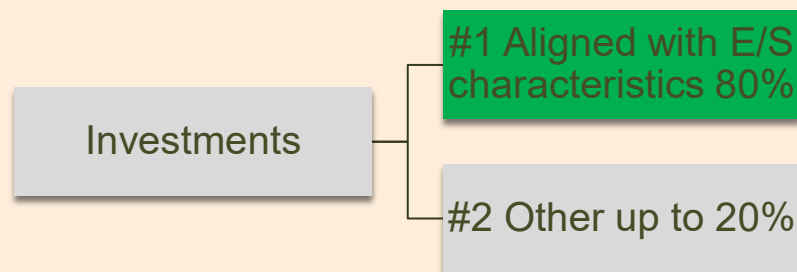 #1 Aligned with E/S
characteristics 80%
Investments
#2 Other up to 20%